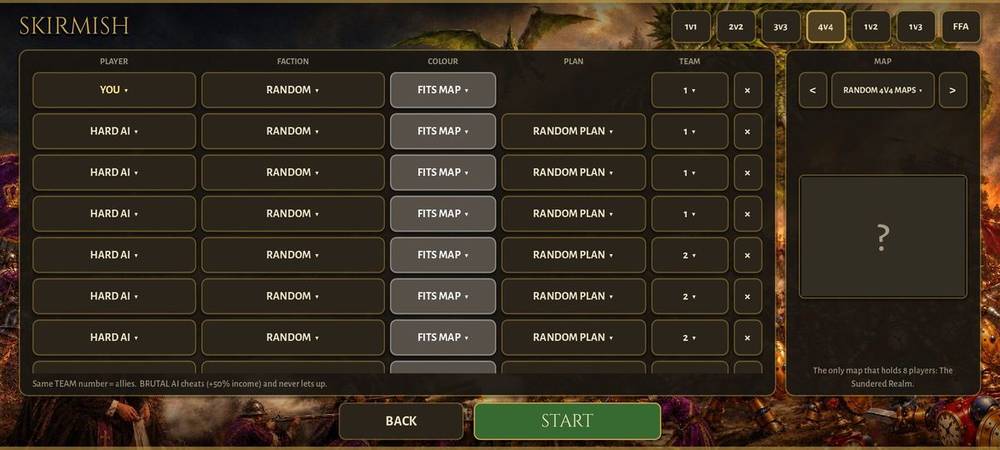 SKIRMISH
1v1 2v2 3v3 4v4 1v2 1v3 FFA
PLAYER FACTION COLOUR PLAN TEAM
YOU RANDOM FITS MAP 1 ×
HARD AI RANDOM FITS MAP RANDOM PLAN 1 ×
HARD AI RANDOM FITS MAP RANDOM PLAN 1 ×
HARD AI RANDOM FITS MAP RANDOM PLAN 1 ×
HARD AI RANDOM FITS MAP RANDOM PLAN 2 ×
HARD AI RANDOM FITS MAP RANDOM PLAN 2 ×
HARD AI RANDOM FITS MAP RANDOM PLAN 2 ×
Same TEAM number = allies. BRUTAL AI cheats (+50% income) and never lets up.
MAP
< RANDOM 4V4 MAPS >
?
The only map that holds 8 players: The
Sundered Realm.
BACK START